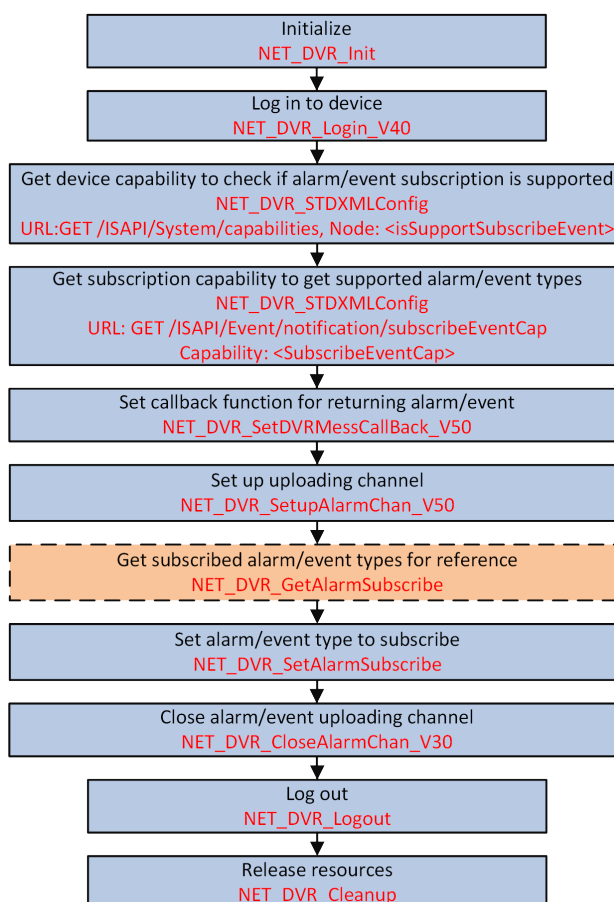 Initialize
NET_DVR_Init
Log in to device
NET_DVR_Login_V40
Get device capability to check if alarm/event subscription is supported
NET_DVR_STDXMLConfig
URL:GET /ISAPI/System/capabilities, Node: <isSupportSubscribeEvent>
Get subscription capability to get supported alarm/event types
NET_DVR_STDXMLConfig
URL: GET /ISAPI/Event/notification/subscribeEventCap
Capability: <SubscribeEventCap>
Set callback function for returning alarm/event
NET_DVR_SetDVRMessCallBack_V50
Set up uploading channel
NET_DVR_SetupAlarmChan_V50
Get subscribed alarm/event types for reference
NET_DVR_GetAlarmSubscribe
Set alarm/event type to subscribe
NET_DVR_SetAlarmSubscribe
Close alarm/event uploading channel
NET_DVR_CloseAlarmChan_V30
Log out
NET_DVR_Logout
Release resources
NET_DVR_Cleanup